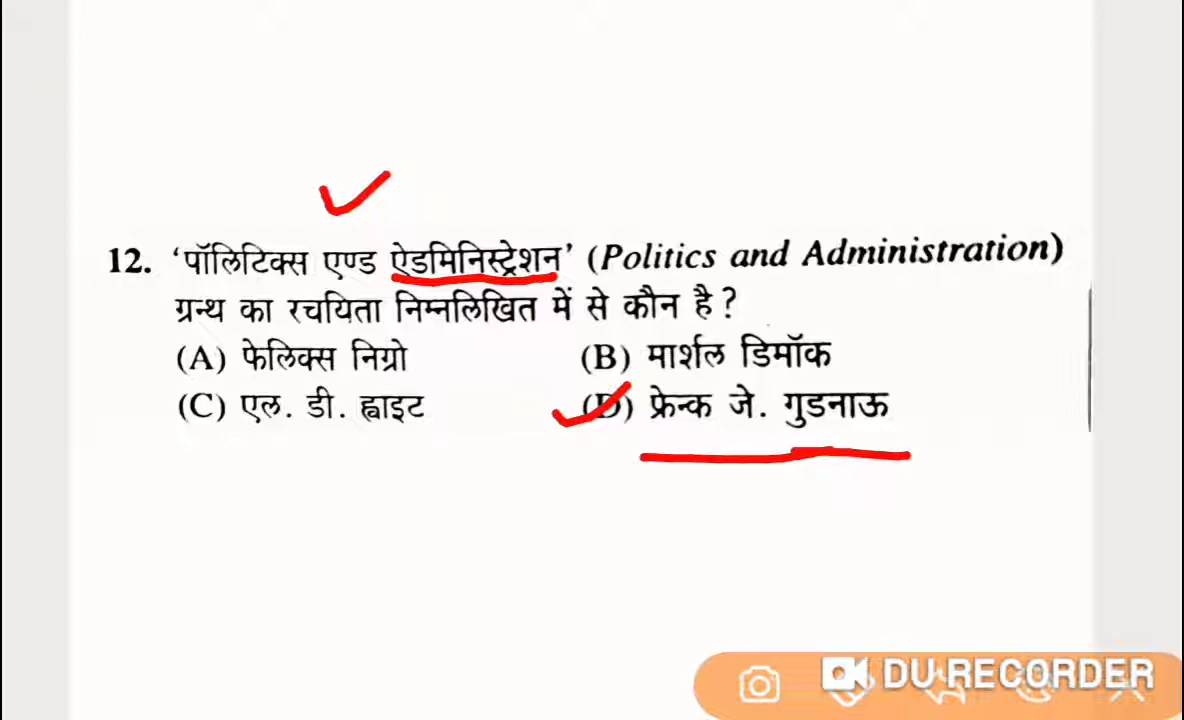 12. ‘पॉलिटिक्स एण्ड ऐडमिनिस्ट्रेशन’ (Politics and Administration)
ग्रन्थ का रचयिता निम्नलिखित में से कौन है ?
(A) फेलिक्स निग्रो (B) मार्शल डिमॉक
(C) एल. डी. ह्वाइट (D) फ्रेन्क जे. गुडनाऊ
DU RECORDER